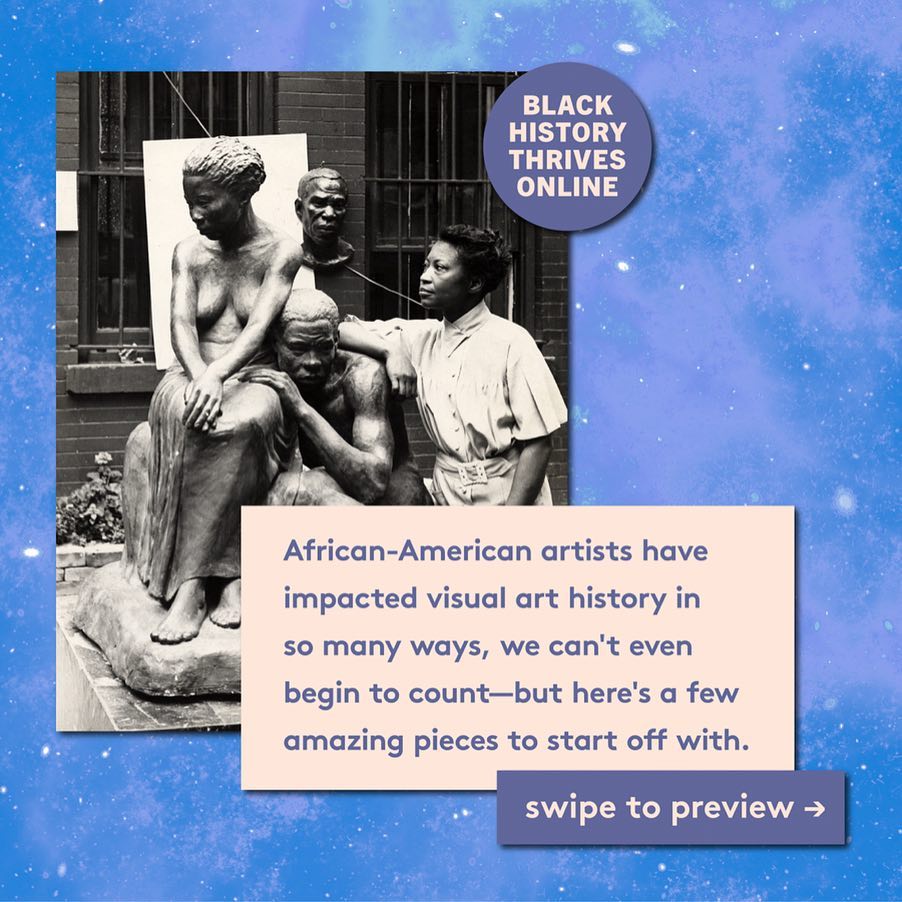 BLACK
HISTORY
THRIVES
ONLINE
African-American artists have
impacted visual art history in
so many ways, we can't even
begin to count—but here's a few
amazing pieces to start off with.
swipe to preview →